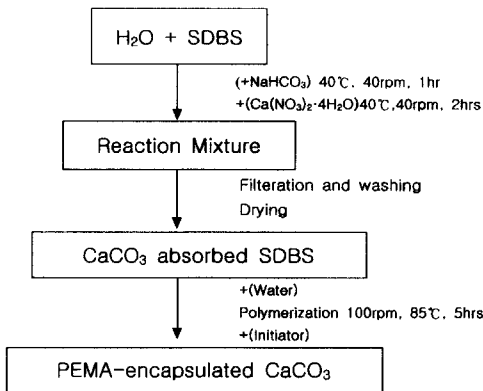 H₂O + SDBS
(+NaHCO₃) 40℃, 40rpm, 1hr
+(Ca(NO₃)₂·4H₂O)40℃,40rpm, 2hrs
Reaction Mixture
Filteration and washing
Drying
CaCO₃ absorbed SDBS
+(Water)
Polymerization 100rpm, 85℃, 5hrs
+(Initiator)
PEMA-encapsulated CaCO₃